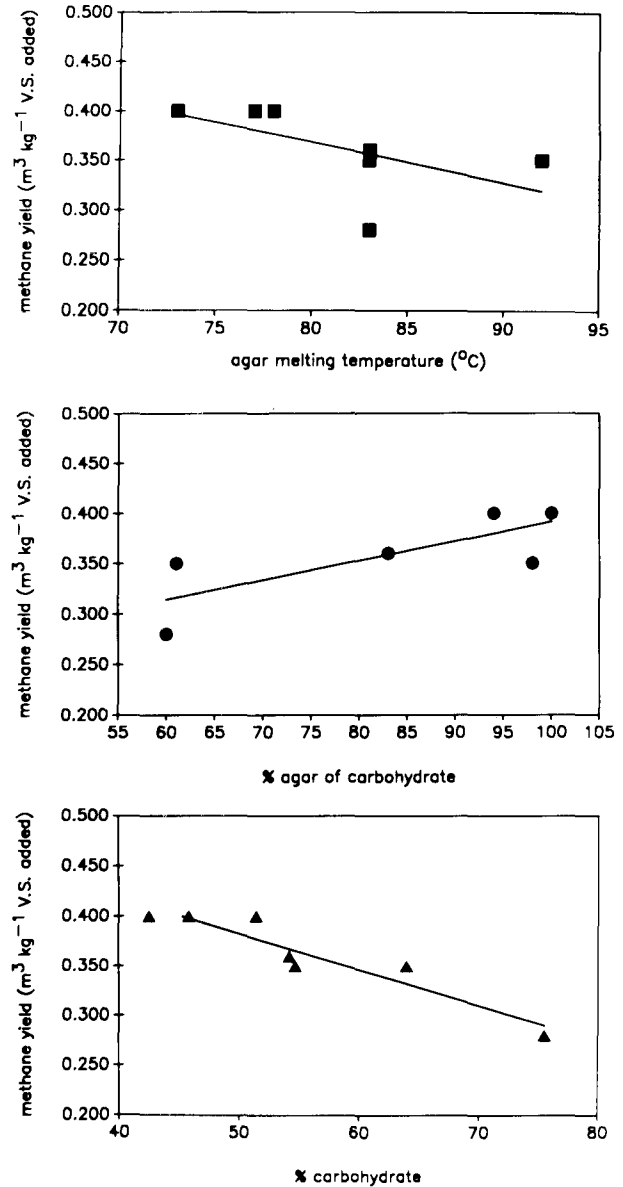 methane yield (m³ kg⁻¹ V.S. added)
0.500
0.450
0.400
0.350
0.300
0.250
0.200
70 75 80 85 90 95
agar melting temperature (°C)
methane yield (m³ kg⁻¹ V.S. added)
0.500
0.450
0.400
0.350
0.300
0.250
0.200
55 60 65 70 75 80 85 90 95 100 105
% agar of carbohydrate
methane yield (m³ kg⁻¹ V.S. added)
0.500
0.450
0.400
0.350
0.300
0.250
0.200
40 50 60 70 80
% carbohydrate